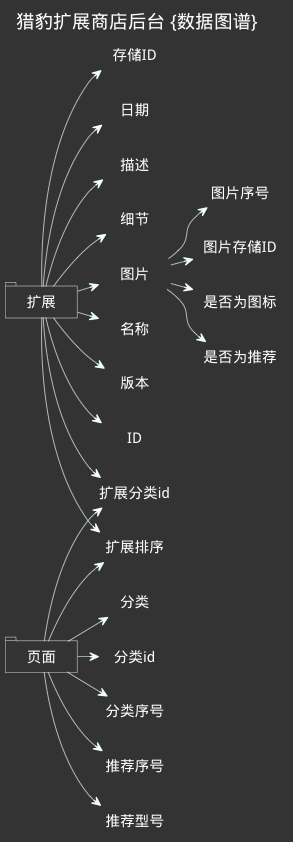 猎豹扩展商店后台 {数据图谱}
存储ID
日期
描述
细节
图片
图片序号
图片存储ID
是否为图标
是否为推荐
扩展
名称
版本
ID
扩展分类id
扩展排序
分类
页面
分类id
分类序号
推荐序号
推荐型号